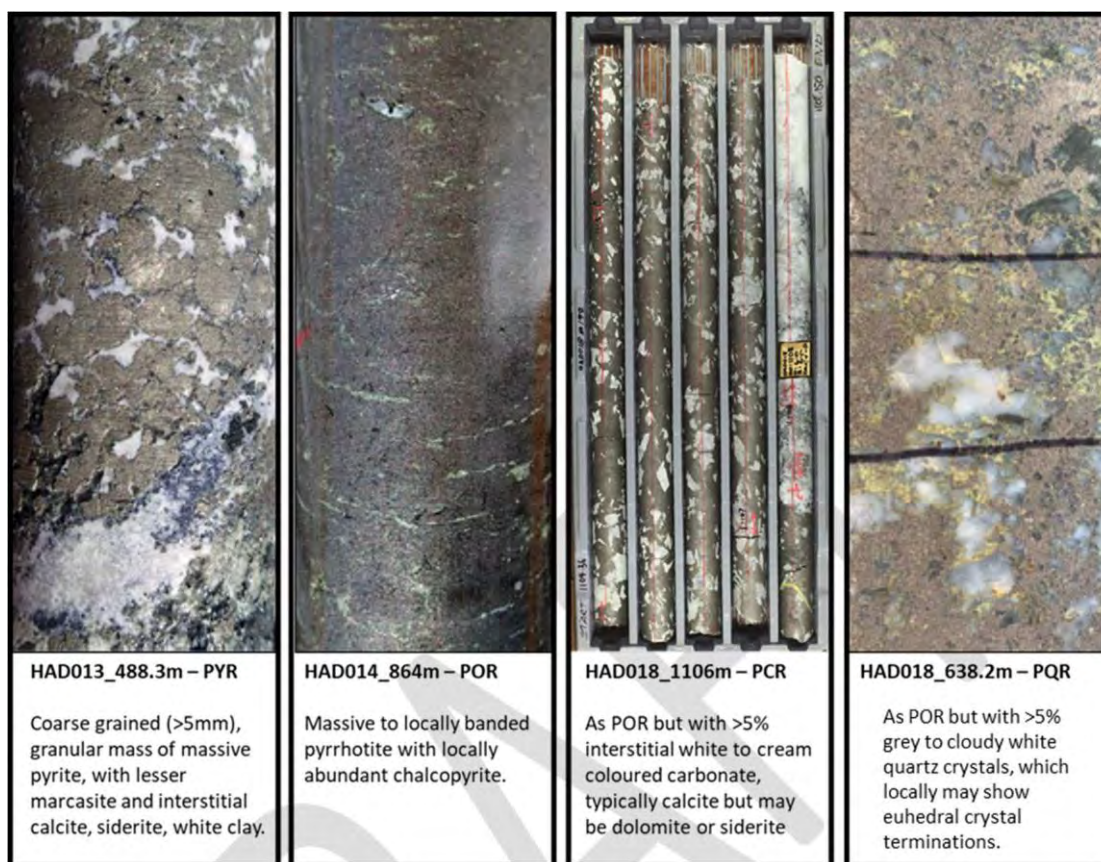 HAD013_488.3m – PYR
Coarse grained (>5mm),
granular mass of massive
pyrite, with lesser
marcasite and interstitial
calcite, siderite, white clay.
HAD014_864m – POR
Massive to locally banded
pyrrhotite with locally
abundant chalcopyrite.
HAD018_1106m – PCR
As POR but with >5%
interstitial white to cream
coloured carbonate,
typically calcite but may
be dolomite or siderite
HAD018_638.2m – PQR
As POR but with >5%
grey to cloudy white
quartz crystals, which
locally may show
euhedral crystal
terminations.